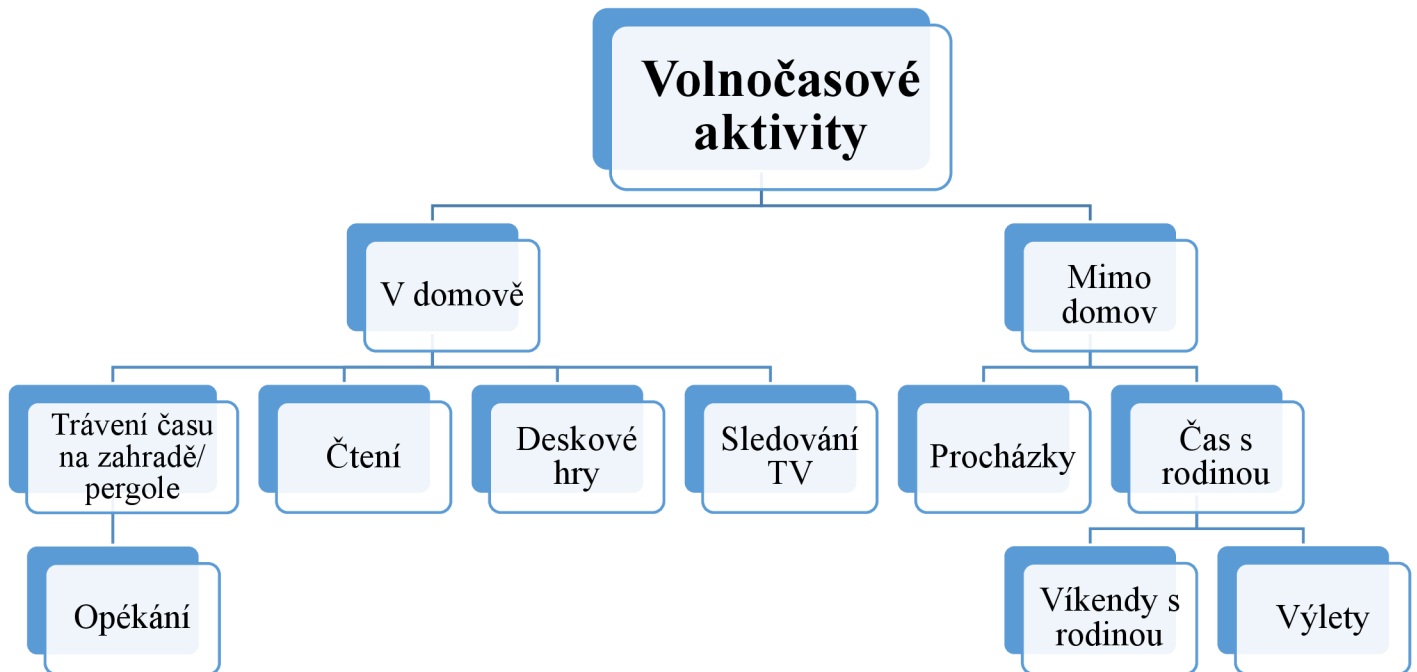 Volnočasové
aktivity
V domově
Mimo
domov
Trávení času
na zahradě/
pergole
Čtení
Deskové
hry
Sledování
TV
Procházky
Čas s
rodinou
Opékání
Víkendy s
rodinou
Výlety